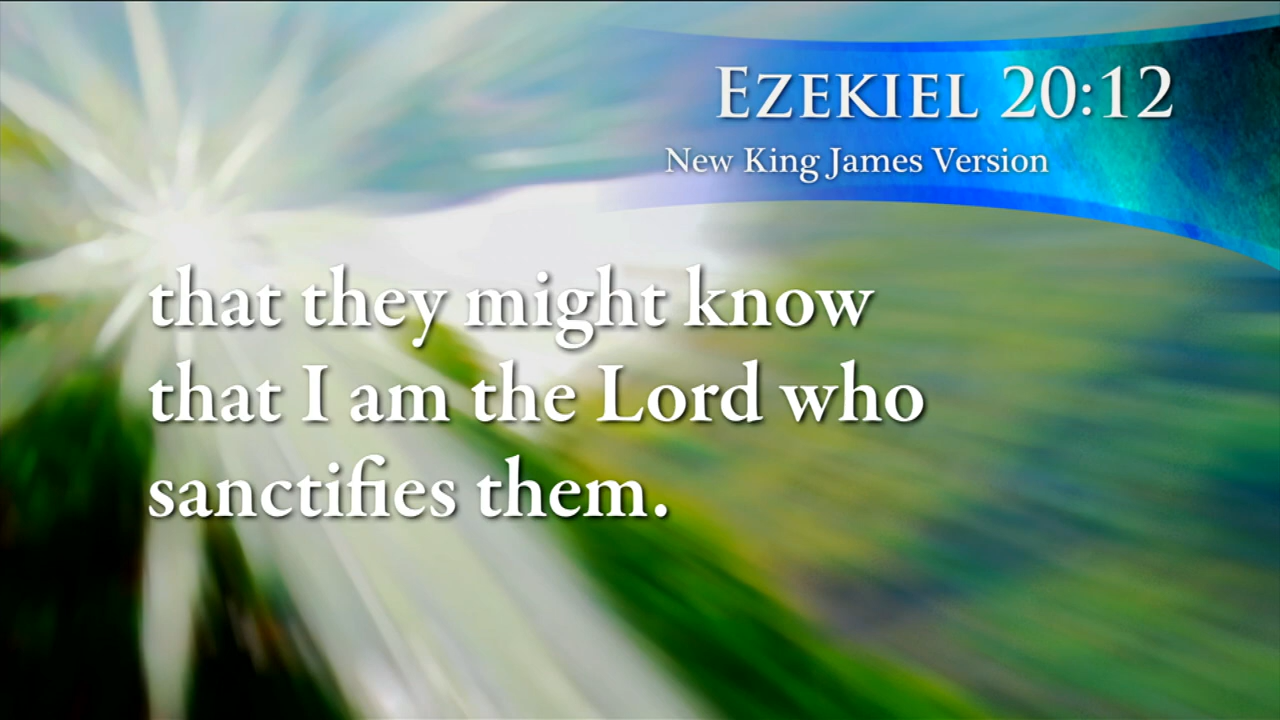 Ezekiel 20:12
New King James Version
that they might know
that I am the Lord who
sanctifies them.